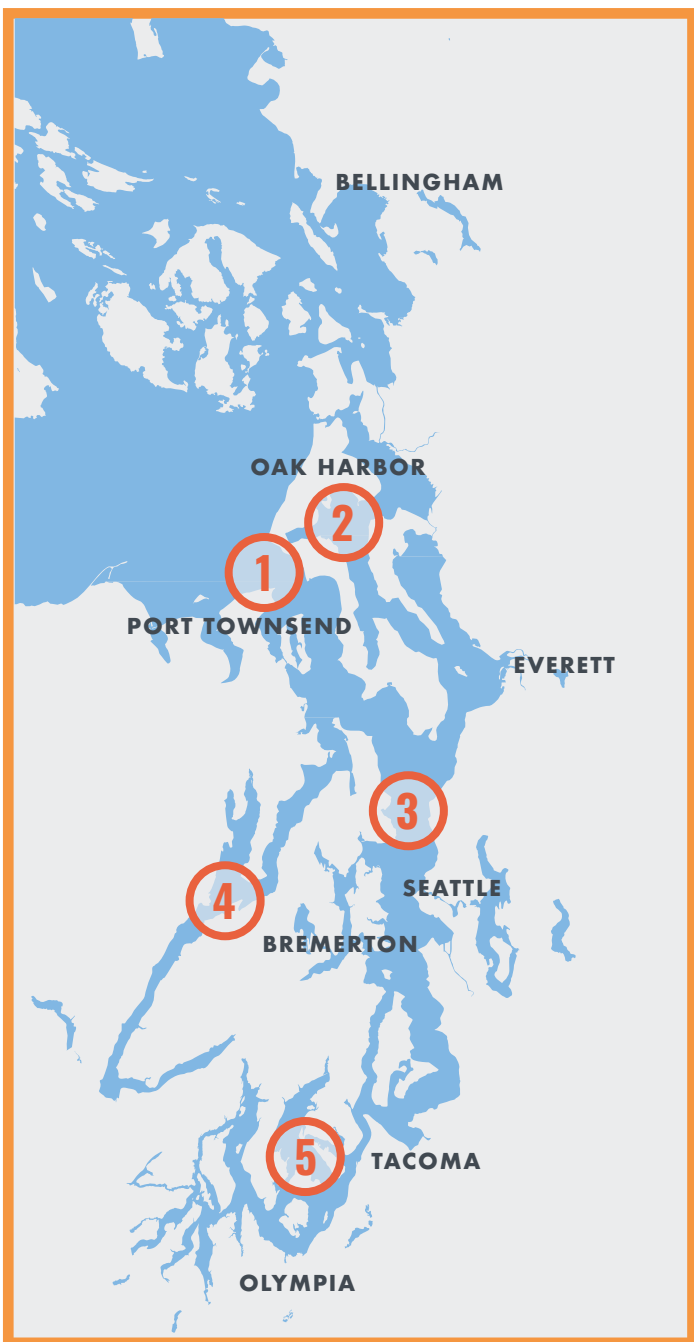 BELLINGHAM
OAK HARBOR
2
1
PORT TOWNSEND
EVERETT
3
SEATTLE
4
BREMERTON
5
TACOMA
OLYMPIA